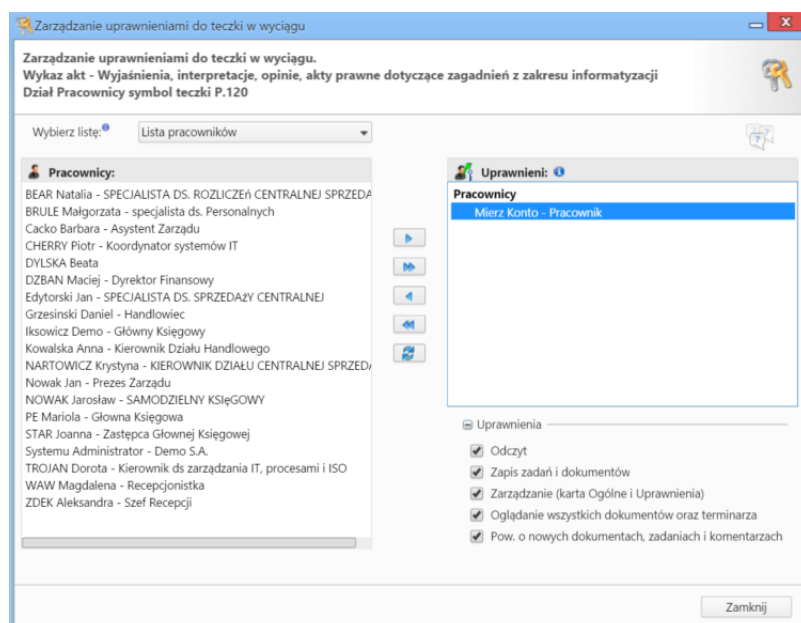 Zarządzanie uprawnieniami do teczki w wyciągu
Zarządzanie uprawnieniami do teczki w wyciągu.
Wykaz akt - Wyjaśnienia, interpretacje, opinie, akty prawne dotyczące zagadnień z zakresu informatyzacji
Dział Pracownicy symbol teczki P.120
Wybierz listę:
Lista pracowników
Pracownicy:
BEAR Natalia - SPECJALISTA DS. ROZLICZEń CENTRALNEJ SPRZEDA
BRULE Małgorzata - specjalista ds. Personalnych
Cacko Barbara - Asystent Zarządu
CHERRY Piotr - Koordynator systemów IT
DYLSKA Beata
DZBAN Maciej - Dyrektor Finansowy
Edytorski Jan - SPECJALISTA DS. SPRZEDAżY CENTRALNEJ
Grzesinski Daniel - Handlowiec
Iksowicz Demo - Główny Księgowy
Kowalska Anna - Kierownik Działu Handlowego
NARTOWICZ Krystyna - KIEROWNIK DZIAŁU CENTRALNEJ SPRZED
Nowak Jan - Prezes Zarządu
NOWAK Jarosław - SAMODZIELNY KSIęGOWY
PE Mariola - Głowna Księgowa
STAR Joanna - Zastępca Głownej Księgowej
Systemu Administrator - Demo S.A.
TROJAN Dorota - Kierownik ds zarządzania IT, procesami i ISO
WAW Magdalena - Recepcjonistka
ZDEK Aleksandra - Szef Recepcji
Uprawnieni:
Pracownicy
Mierz Konto - Pracownik
Uprawnienia
Odczyt
Zapis zadań i dokumentów
Zarządzanie (karta Ogólne i Uprawnienia)
Oglądanie wszystkich dokumentów oraz terminarza
Pow. o nowych dokumentach, zadaniach i komentarzach
Zamknij